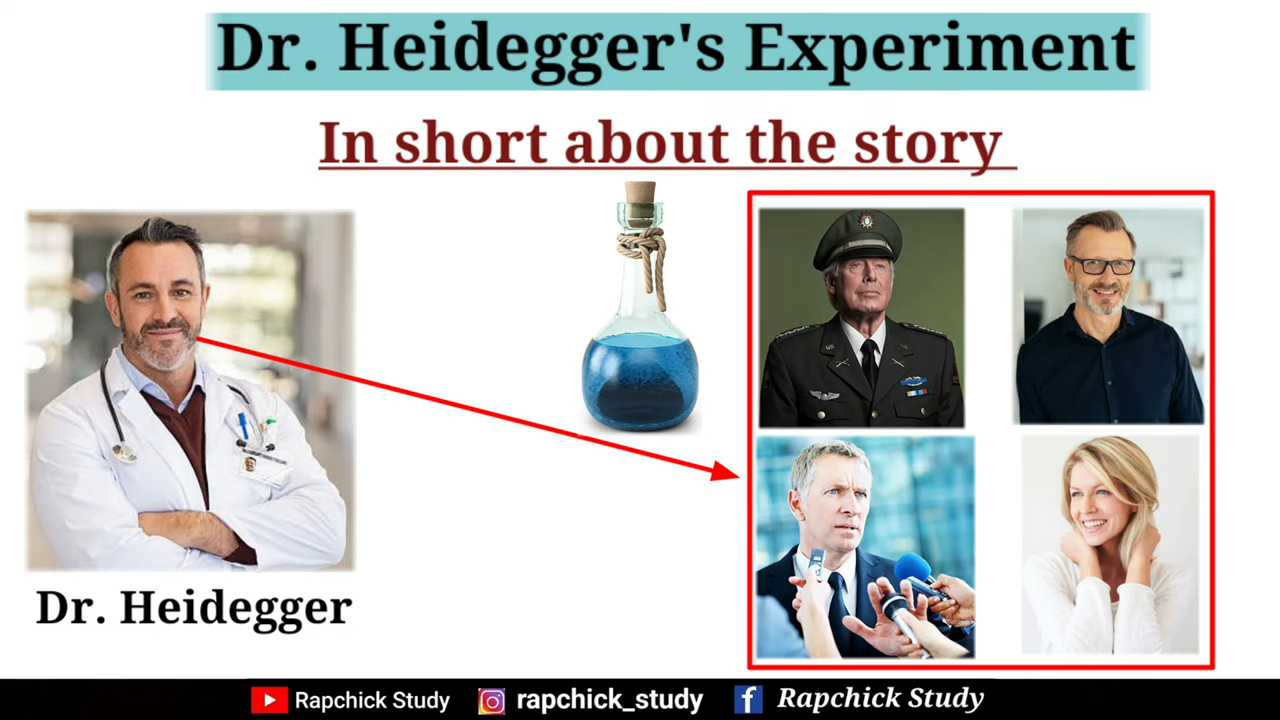 Dr. Heidegger's Experiment
In short about the story
Dr. Heidegger
Rapchick Study rapchick_study Rapchick Study